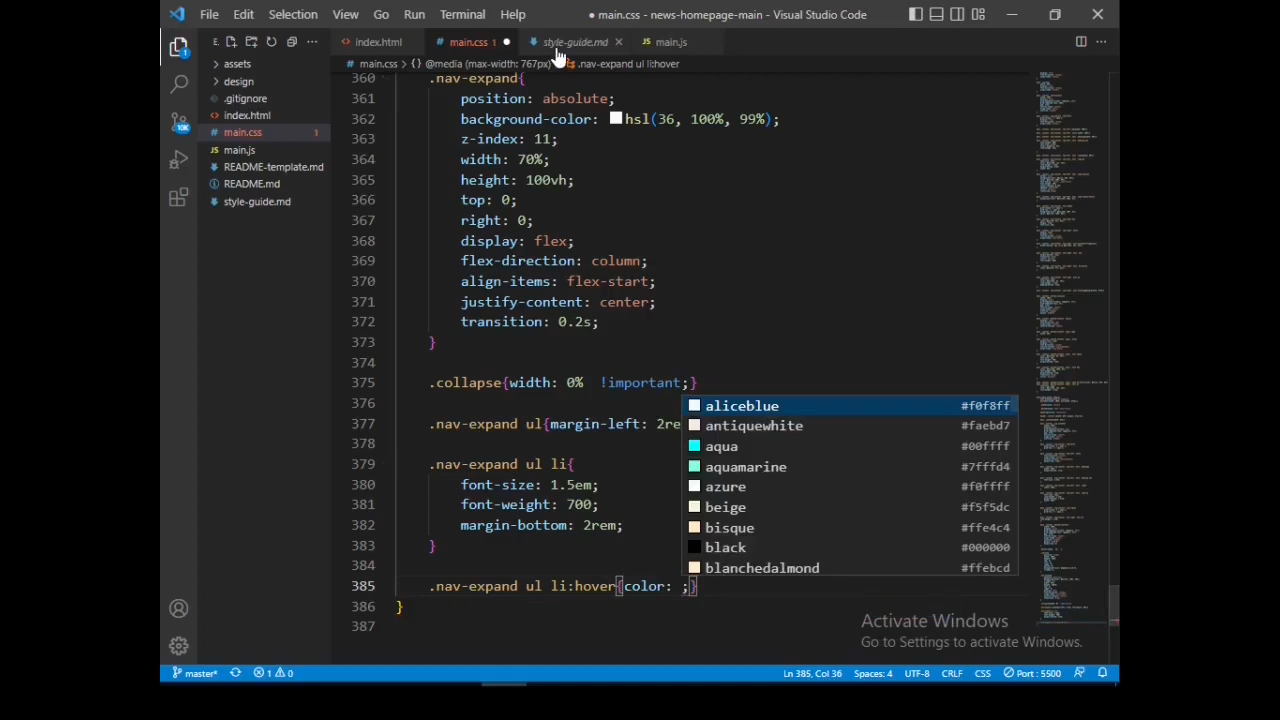 File Edit Selection View Go Run Terminal Help ● main.css - news-homepage-main - Visual Studio Code
E. ···
index.html # main.css 1 ● style-guide.md JS main.js
# main.css > { } @media (max-width: 767px) > .nav-expand ul li:hover
> assets
> design
.gitignore
<> index.html
# main.css 1
JS main.js
README-template.md
README.md
style-guide.md
1
10K
360 .nav-expand{
361 position: absolute;
362 background-color: hsl(36, 100%, 99%);
363 z-index: 11;
364 width: 70%;
365 height: 100vh;
366 top: 0;
367 right: 0;
368 display: flex;
369 flex-direction: column;
370 align-items: flex-start;
371 justify-content: center;
372 transition: 0.2s;
373 }
374
375 .collapse{width: 0% !important;}
376
377 .nav-expand ul{margin-left: 2re
378
379 .nav-expand ul li{
380 font-size: 1.5em;
381 font-weight: 700;
382 margin-bottom: 2rem;
383 }
384
385 .nav-expand ul li:hover{color: ;}
386 }
387
aliceblue #f0f8ff
antiquewhite #faebd7
aqua #00ffff
aquamarine #7fffd4
azure #f0ffff
beige #f5f5dc
bisque #ffe4c4
black #000000
blanchedalmond #ffebcd
Activate Windows
Go to Settings to activate Windows.
master* 1 0 Ln 385, Col 36 Spaces: 4 UTF-8 CRLF CSS Port : 5500